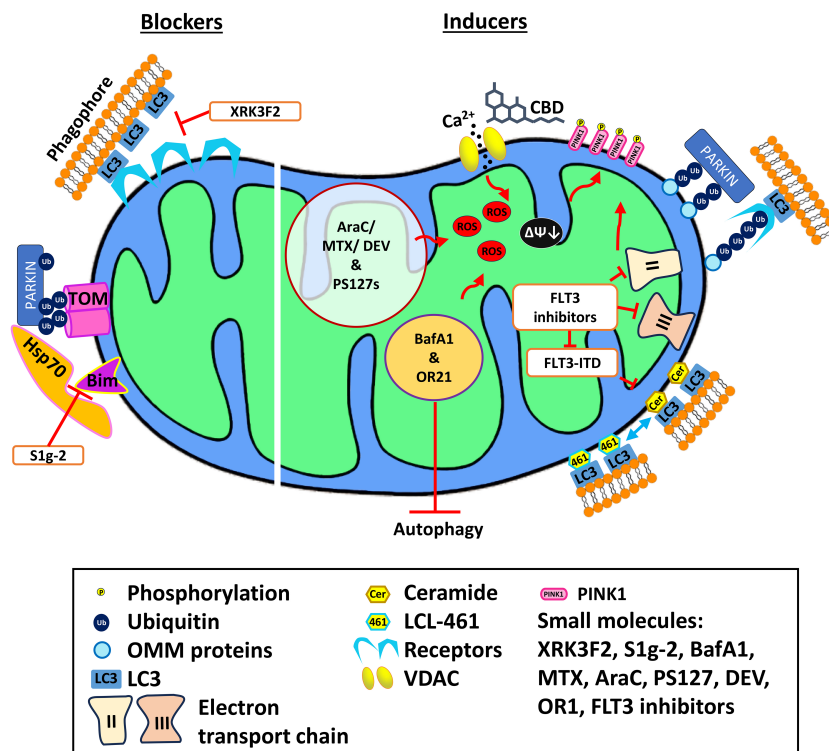 Blockers
Inducers
Phagophore
LC3
LC3
LC3
XRK3F2
Ca2+
CBD
P
P
P
P
PINK1
PINK1
PINK1
PINK1
PARKIN
Ub
Ub
Ub
Ub
LC3
Ub
Ub
Ub
AraC/
MTX/ DEV
&
PS127s
ROS
ROS
ROS
ΔΨ↓
II
III
FLT3
inhibitors
FLT3-ITD
BafA1
&
OR21
Autophagy
PARKIN
Ub
Ub
Ub
Ub
Ub
TOM
Hsp70
Bim
S1g-2
Cer
LC3
Cer
LC3
461
LC3
461
LC3
P Phosphorylation
Ub Ubiquitin
OMM proteins
LC3 LC3
II III Electron
transport chain
Cer Ceramide
461 LCL-461
Receptors
VDAC
PINK1 PINK1
Small molecules:
XRK3F2, S1g-2, BafA1,
MTX, AraC, PS127, DEV,
OR1, FLT3 inhibitors